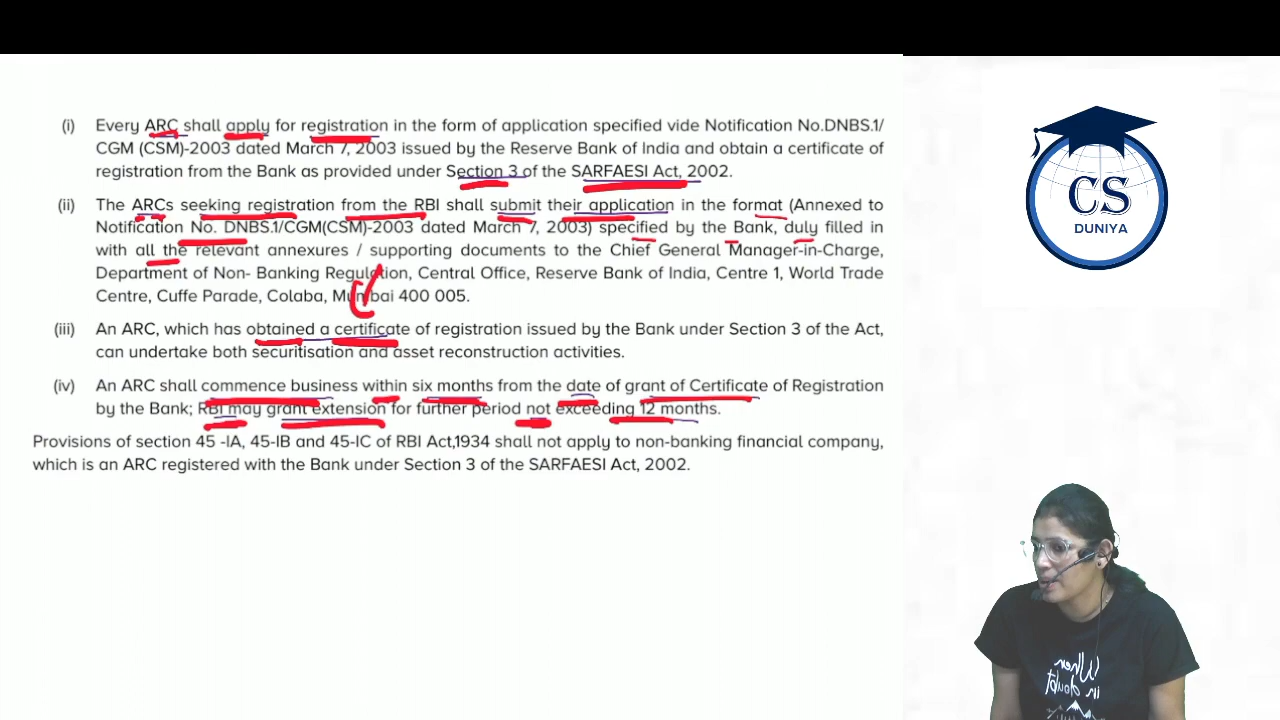 (i) Every ARC shall apply for registration in the form of application specified vide Notification No.DNBS.1/
CGM (CSM)-2003 dated March 7, 2003 issued by the Reserve Bank of India and obtain a certificate of
registration from the Bank as provided under Section 3 of the SARFAESI Act, 2002.
(ii) The ARCs seeking registration from the RBI shall submit their application in the format (Annexed to
Notification No. DNBS.1/CGM(CSM)-2003 dated March 7, 2003) specified by the Bank, duly filled in
with all the relevant annexures / supporting documents to the Chief General Manager-in-Charge,
Department of Non- Banking Regulation, Central Office, Reserve Bank of India, Centre 1, World Trade
Centre, Cuffe Parade, Colaba, Mumbai 400 005.
(iii) An ARC, which has obtained a certificate of registration issued by the Bank under Section 3 of the Act,
can undertake both securitisation and asset reconstruction activities.
(iv) An ARC shall commence business within six months from the date of grant of Certificate of Registration
by the Bank; RBI may grant extension for further period not exceeding 12 months.
Provisions of section 45 -IA, 45-IB and 45-IC of RBI Act,1934 shall not apply to non-banking financial company,
which is an ARC registered with the Bank under Section 3 of the SARFAESI Act, 2002.
CS
DUNIYA
When
in doubt